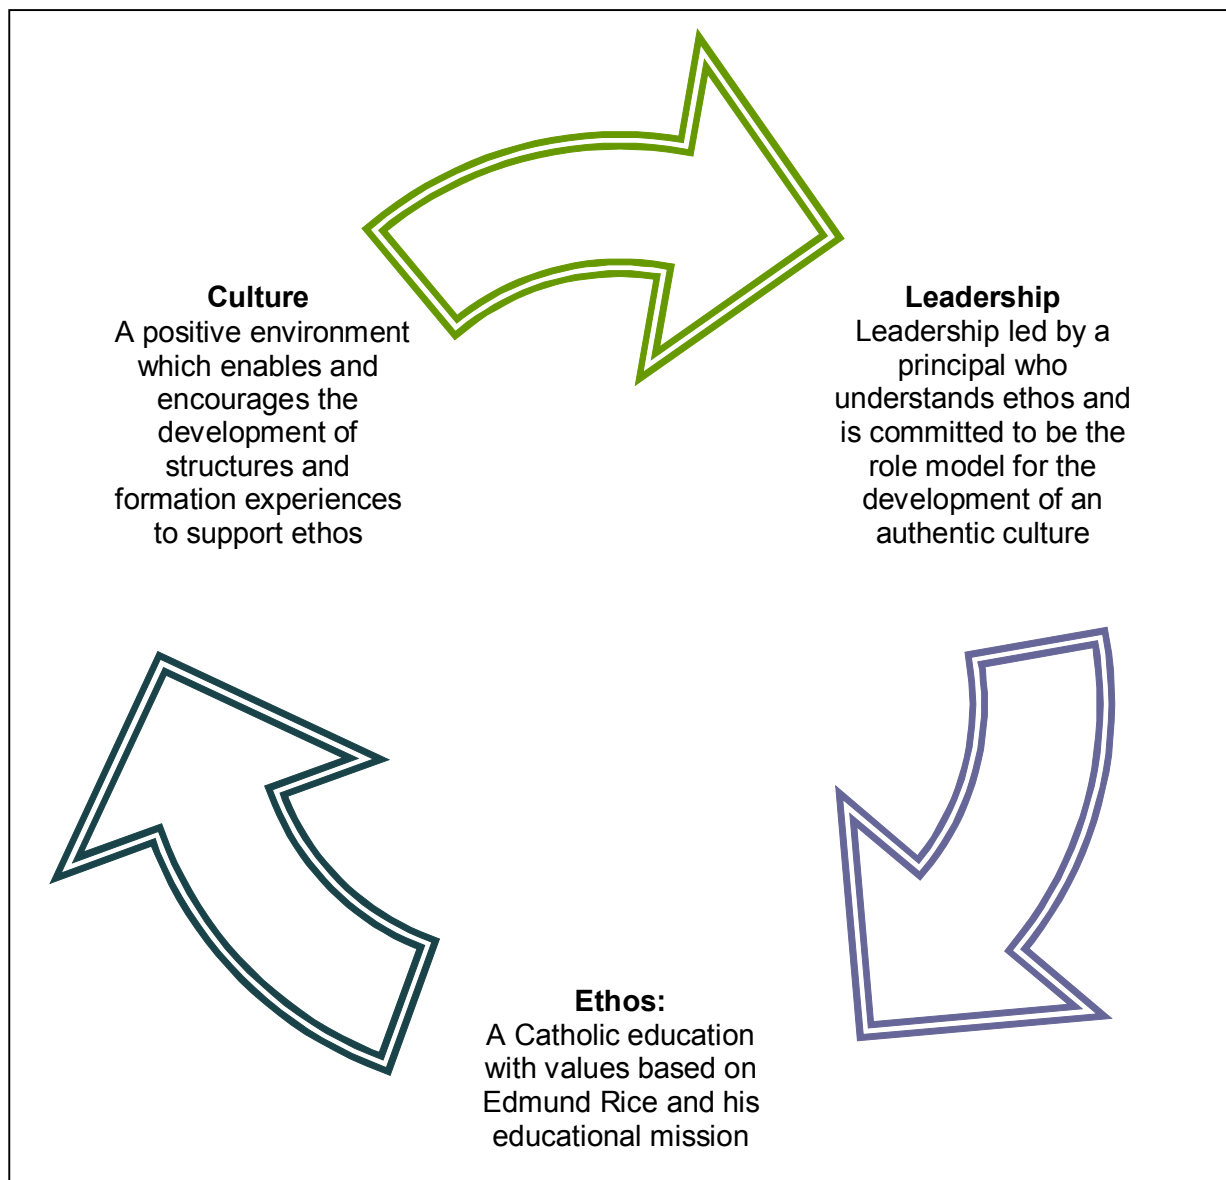 Culture
A positive environment
which enables and
encourages the
development of
structures and
formation experiences
to support ethos
Leadership
Leadership led by a
principal who
understands ethos and
is committed to be the
role model for the
development of an
authentic culture
Ethos:
A Catholic education
with values based on
Edmund Rice and his
educational mission